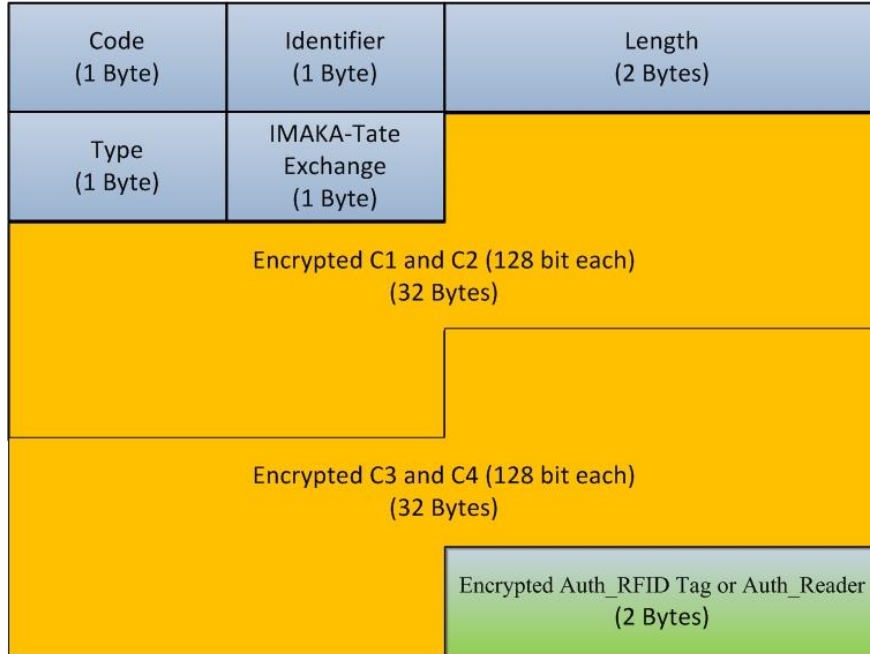 Code
(1 Byte)
Identifier
(1 Byte)
Length
(2 Bytes)
Type
(1 Byte)
IMAKA-Tate
Exchange
(1 Byte)
Encrypted C1 and C2 (128 bit each)
(32 Bytes)
Encrypted C3 and C4 (128 bit each)
(32 Bytes)
Encrypted Auth_RFID Tag or Auth_Reader
(2 Bytes)